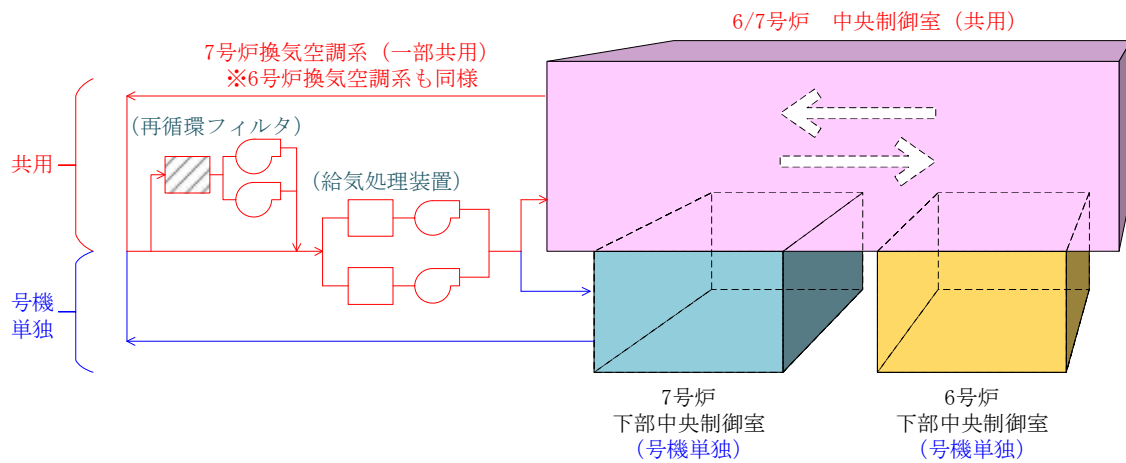 6/7号炉　中央制御室（共用）
7号炉換気空調系（一部共用）
※6号炉換気空調系も同様
（再循環フィルタ）
（給気処理装置）
共用
号機
単独
7号炉
下部中央制御室
（号機単独）
6号炉
下部中央制御室
（号機単独）